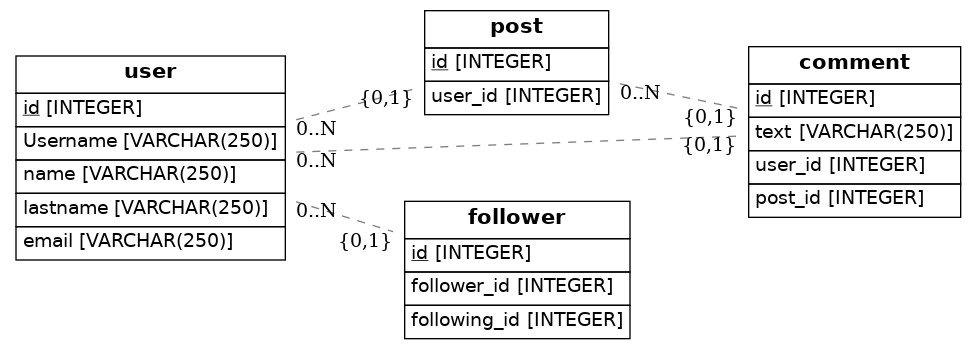 user
id [INTEGER]
Username [VARCHAR(250)]
name [VARCHAR(250)]
lastname [VARCHAR(250)]
email [VARCHAR(250)]
post
id [INTEGER]
user_id [INTEGER]
comment
id [INTEGER]
text [VARCHAR(250)]
user_id [INTEGER]
post_id [INTEGER]
follower
id [INTEGER]
follower_id [INTEGER]
following_id [INTEGER]
{0,1}
0..N
0..N
{0,1}
0..N
{0,1}
0..N
{0,1}